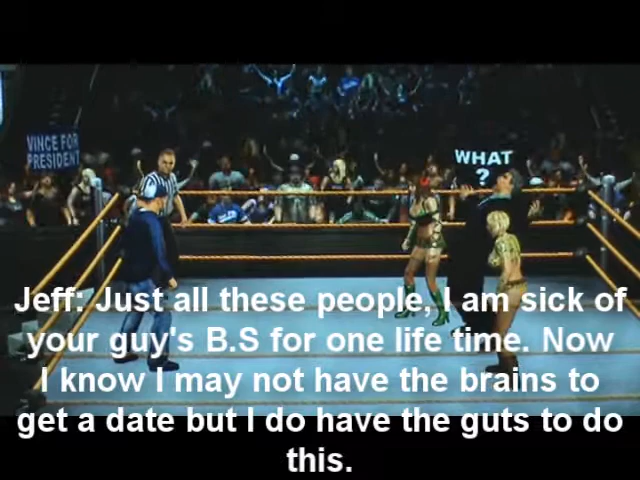 VINCE FOR
PRESIDENT
WHAT
?
Jeff: Just all these people, I am sick of
your guy's B.S for one life time. Now
I know I may not have the brains to
get a date but I do have the guts to do
this.